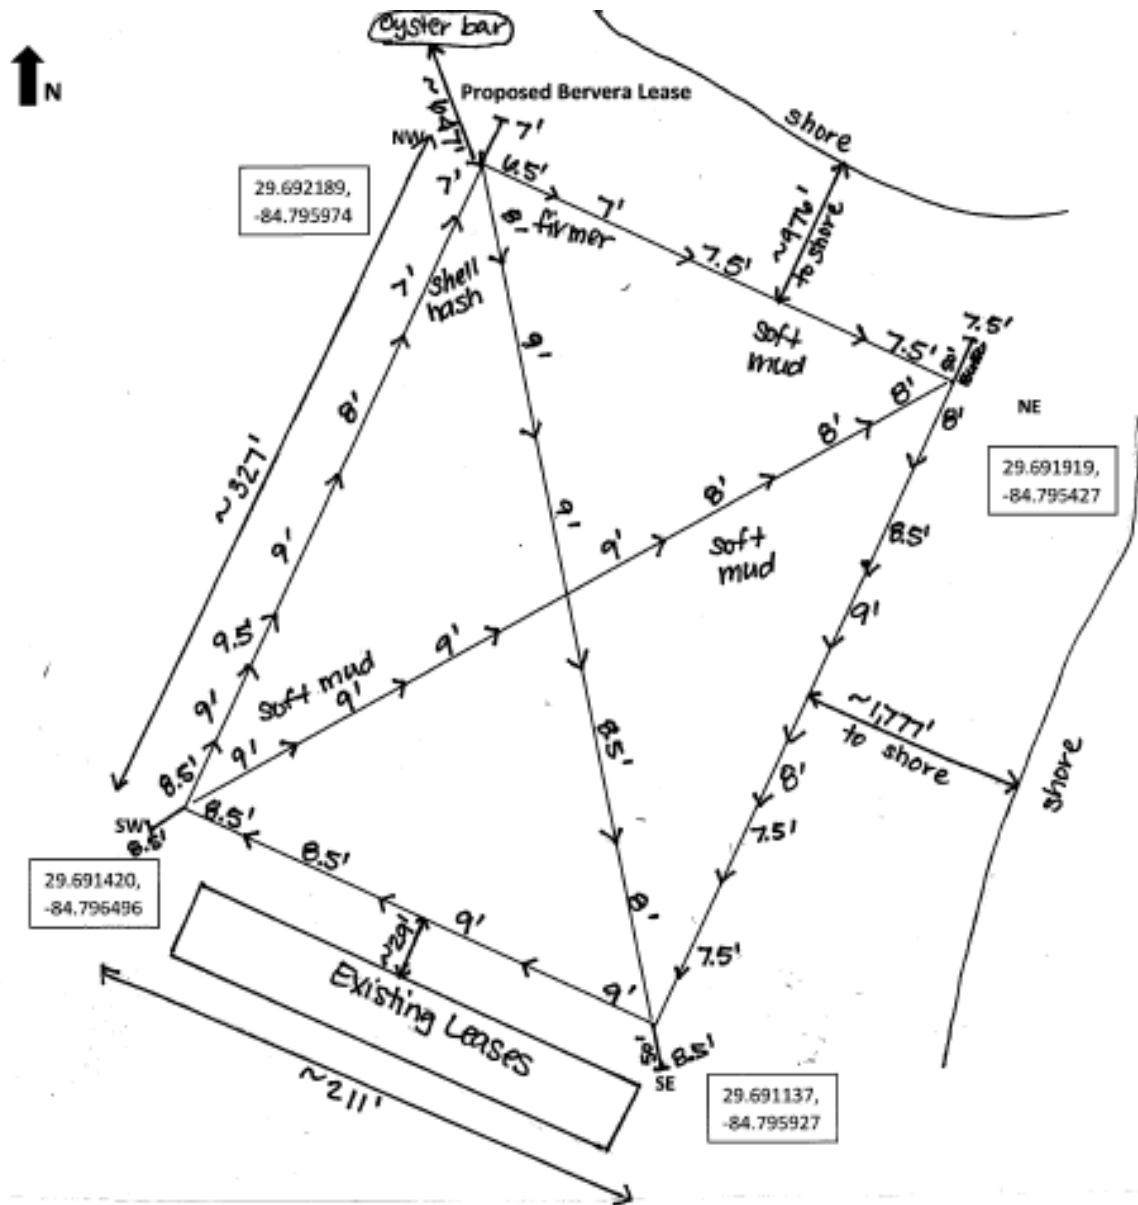 Oyster bar
N
Proposed Bervera Lease
~647'
NW
7'
7'
6.5'
7'
shore
29.692189,
-84.795974
8'
firmer
~976'
to shore
7'
shell
hash
7.5'
9'
soft
mud
7.5'
7.5'
8'
8'
NE
8'
8'
8'
29.691919,
-84.795427
~327'
9'
9'
8'
soft
mud
8.5'
9.5'
9'
9'
9'
soft mud
9'
9'
9'
~1,777'
to shore
shore
8.5'
8'
7.5'
8.5'
SW
8.5'
8.5'
8.5'
29.691420,
-84.796496
8'
9'
~29'
7.5'
9'
Existing Leases
50'
8.5'
SE
~211'
29.691137,
-84.795927